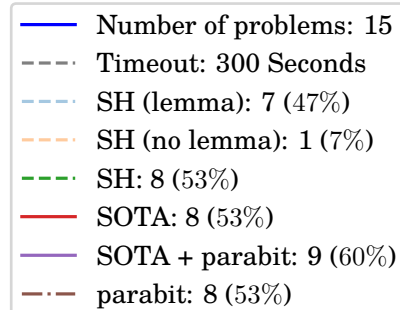 Number of problems: 15
Timeout: 300 Seconds
SH (lemma): 7 (47%)
SH (no lemma): 1 (7%)
SH: 8 (53%)
SOTA: 8 (53%)
SOTA + parabit: 9 (60%)
parabit: 8 (53%)